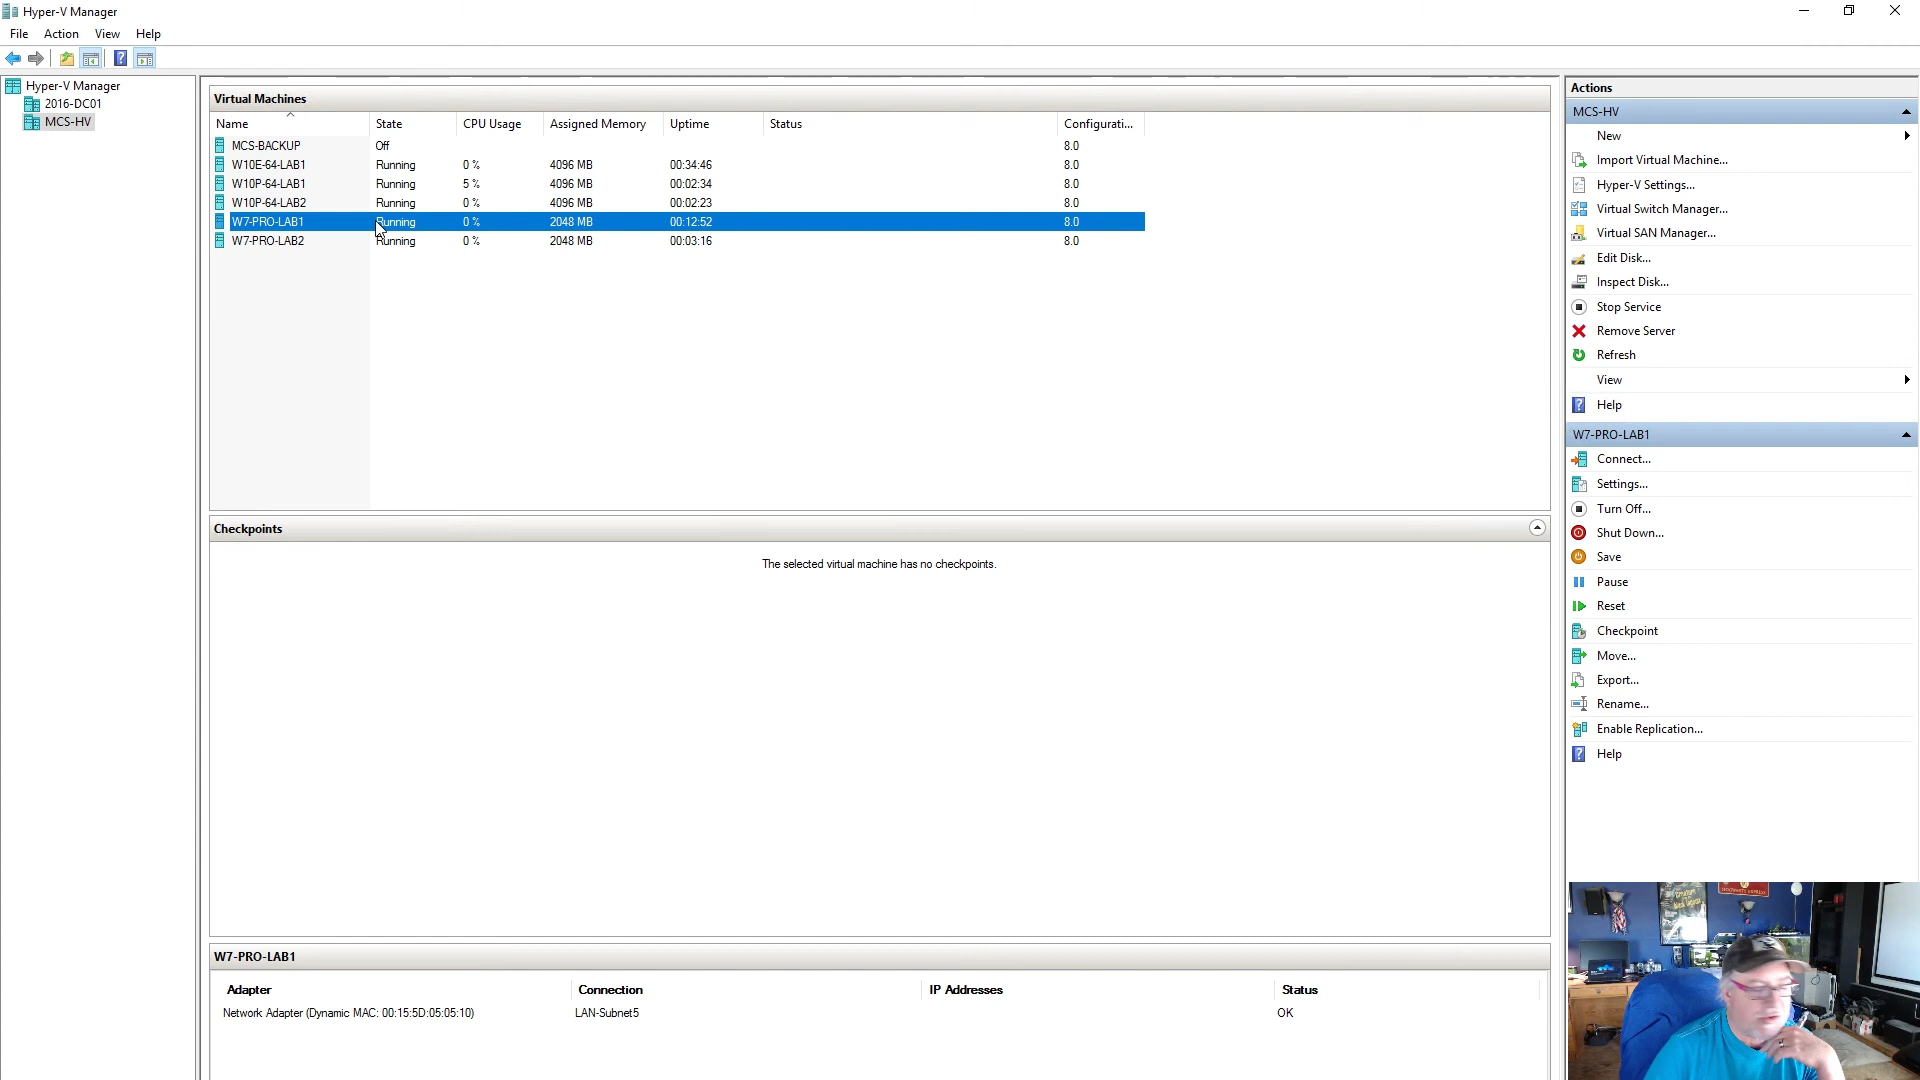 Hyper-V Manager
File Action View Help
Hyper-V Manager
2016-DC01
MCS-HV
Virtual Machines
Name State CPU Usage Assigned Memory Uptime Status Configurati...
MCS-BACKUP Off 8.0
W10E-64-LAB1 Running 0 % 4096 MB 00:34:46 8.0
W10P-64-LAB1 Running 5 % 4096 MB 00:02:34 8.0
W10P-64-LAB2 Running 0 % 4096 MB 00:02:23 8.0
W7-PRO-LAB1 Running 0 % 2048 MB 00:12:52 8.0
W7-PRO-LAB2 Running 0 % 2048 MB 00:03:16 8.0
Checkpoints
The selected virtual machine has no checkpoints.
W7-PRO-LAB1
Adapter Connection IP Addresses Status
Network Adapter (Dynamic MAC: 00:15:5D:05:05:10) LAN-Subnet5 OK
Actions
MCS-HV
New
Import Virtual Machine...
Hyper-V Settings...
Virtual Switch Manager...
Virtual SAN Manager...
Edit Disk...
Inspect Disk...
Stop Service
Remove Server
Refresh
View
Help
W7-PRO-LAB1
Connect...
Settings...
Turn Off...
Shut Down...
Save
Pause
Reset
Checkpoint
Move...
Export...
Rename...
Enable Replication...
Help
HOGWARTS EXPRESS